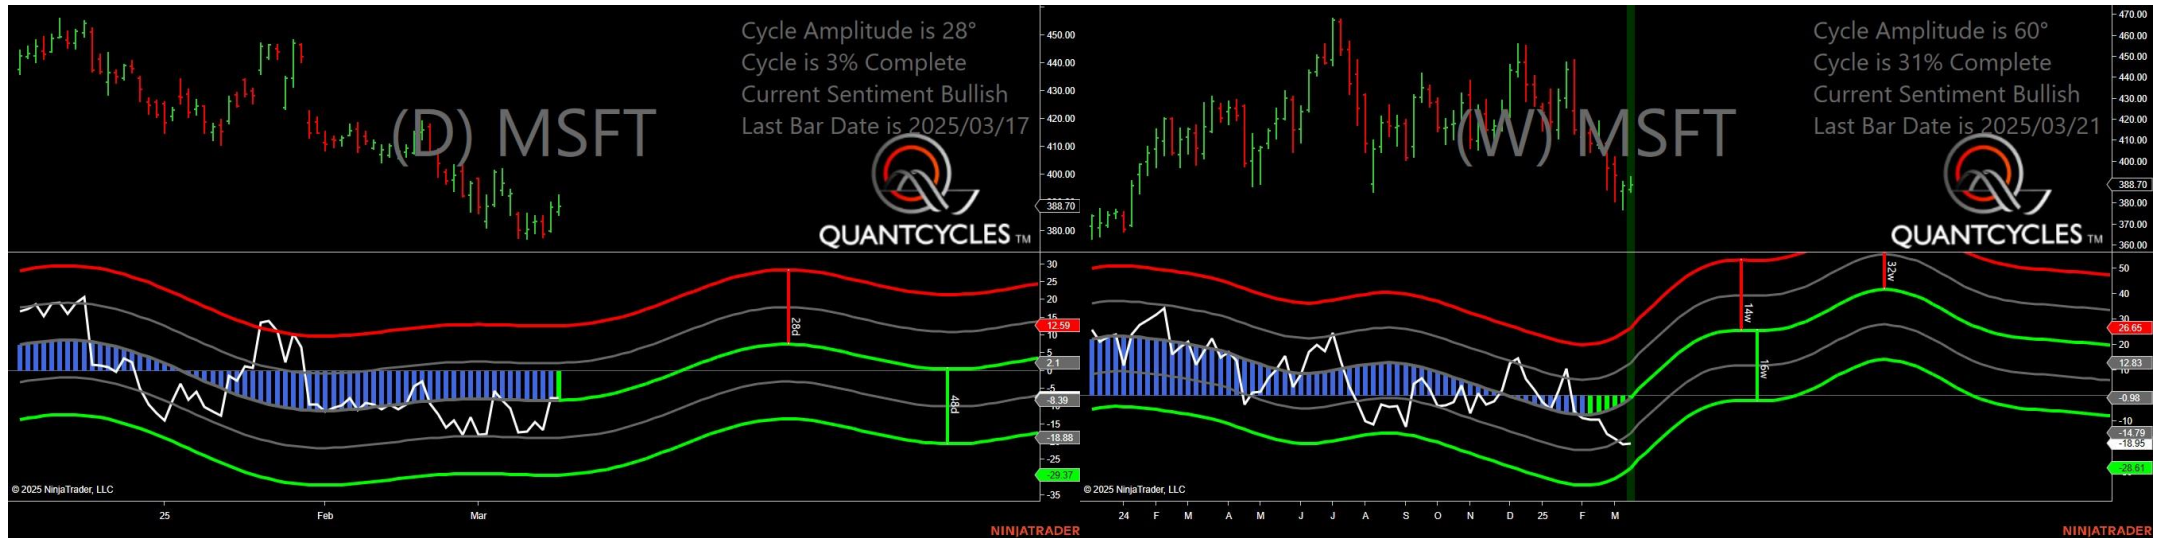 Cycle Amplitude is 28°
Cycle is 3% Complete
Current Sentiment Bullish
Last Bar Date is 2025/03/17
(D) MSFT
QUANTCYCLES TM
450.00
440.00
430.00
420.00
410.00
400.00
388.70
380.00
30
25
20
15
12.59
10
5
2.1
0
-5
-8.39
-15
-18.88
-25
-29.37
-35
28d
48d
© 2025 NinjaTrader, LLC
25
Feb
Mar
NINJATRADER
Cycle Amplitude is 60°
Cycle is 31% Complete
Current Sentiment Bullish
Last Bar Date is 2025/03/21
(W) MSFT
QUANTCYCLES TM
470.00
460.00
450.00
440.00
430.00
420.00
410.00
400.00
388.70
380.00
370.00
360.00
50
40
30
26.65
20
12.83
10
-0.98
-10
-14.79
-18.95
-28.61
14w
16w
32w
© 2025 NinjaTrader, LLC
24
F
M
A
M
J
J
A
S
O
N
D
25
F
M
NINJATRADER